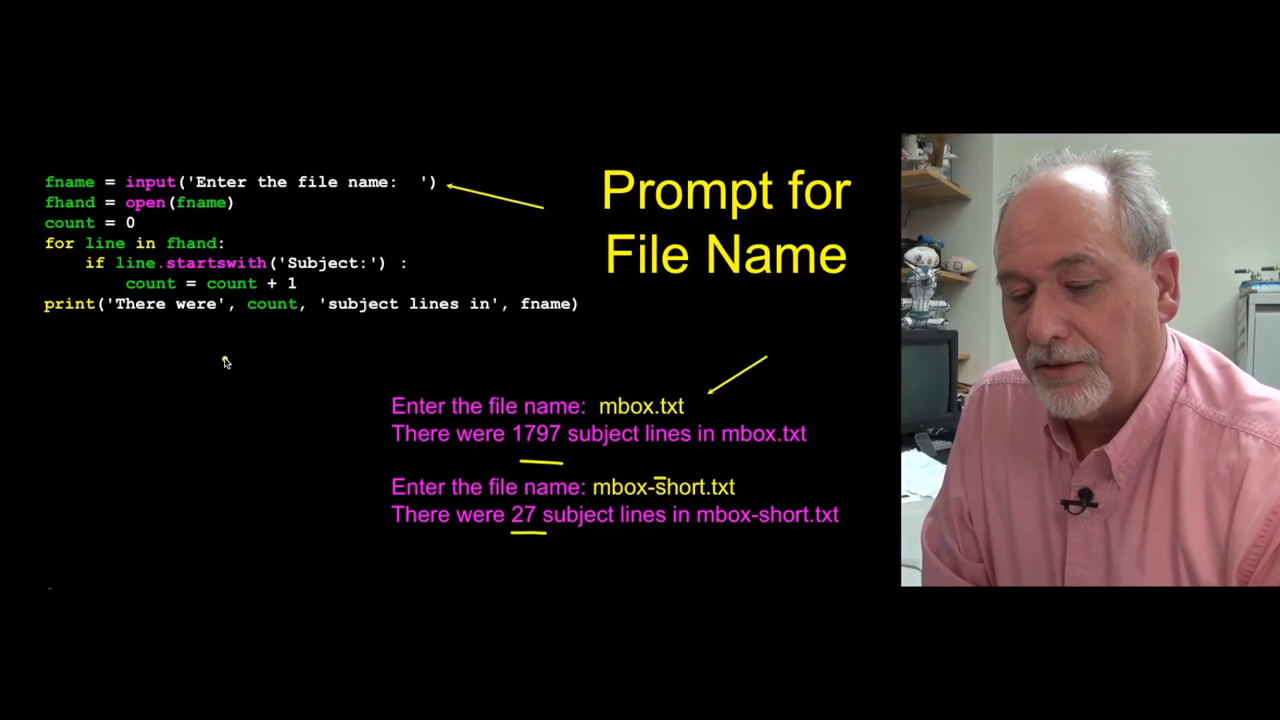 fname = input('Enter the file name:  ')
fhand = open(fname)
count = 0
for line in fhand:
    if line.startswith('Subject:') :
        count = count + 1
print('There were', count, 'subject lines in', fname)
Prompt for
File Name
Enter the file name:  mbox.txt
There were 1797 subject lines in mbox.txt
Enter the file name: mbox-short.txt
There were 27 subject lines in mbox-short.txt